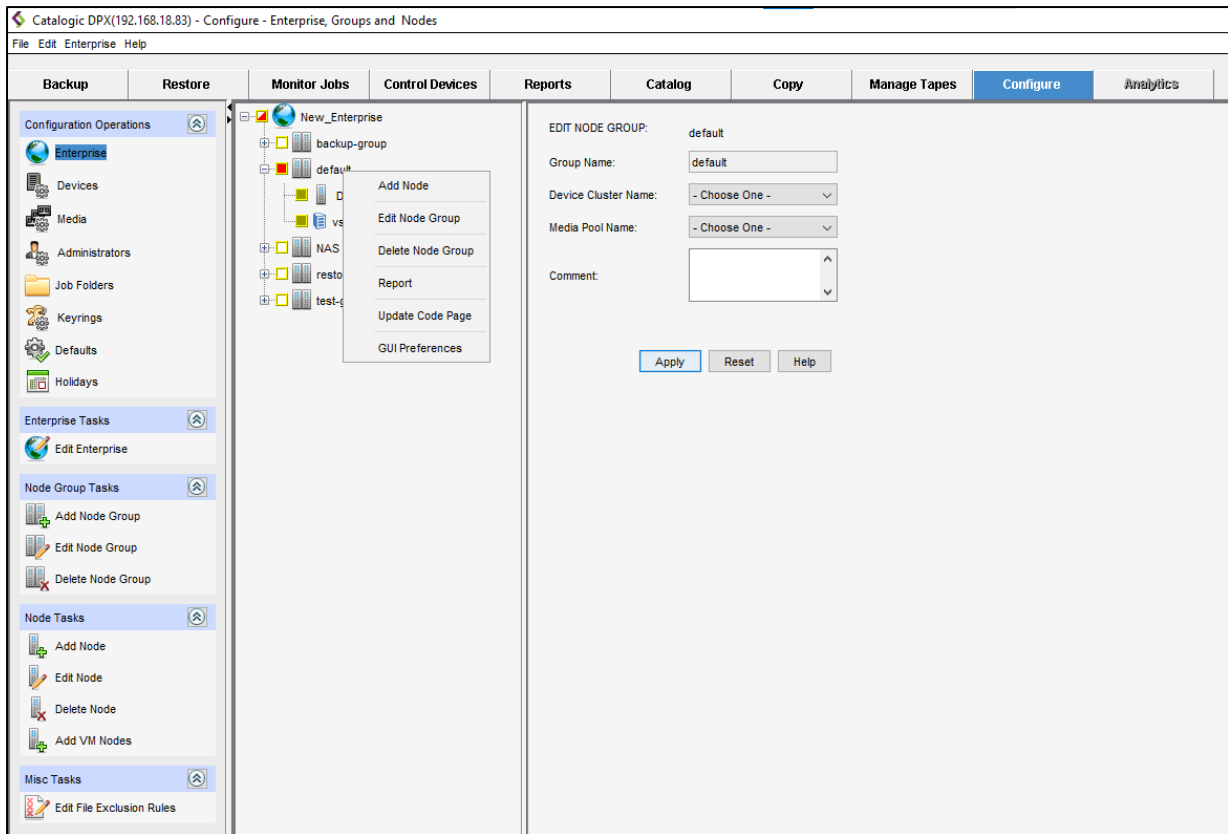 Catalogic DPX(192.168.18.83) - Configure - Enterprise, Groups and Nodes
File Edit Enterprise Help
Backup Restore Monitor Jobs Control Devices Reports Catalog Copy Manage Tapes Configure Analytics
Configuration Operations
Enterprise
Devices
Media
Administrators
Job Folders
Keyrings
Defaults
Holidays
Enterprise Tasks
Edit Enterprise
Node Group Tasks
Add Node Group
Edit Node Group
Delete Node Group
Node Tasks
Add Node
Edit Node
Delete Node
Add VM Nodes
Misc Tasks
Edit File Exclusion Rules
New_Enterprise
backup-group
default
D
vs
NAS
resto
test-g
Add Node
Edit Node Group
Delete Node Group
Report
Update Code Page
GUI Preferences
EDIT NODE GROUP: default
Group Name: default
Device Cluster Name: - Choose One -
Media Pool Name: - Choose One -
Comment:
Apply Reset Help